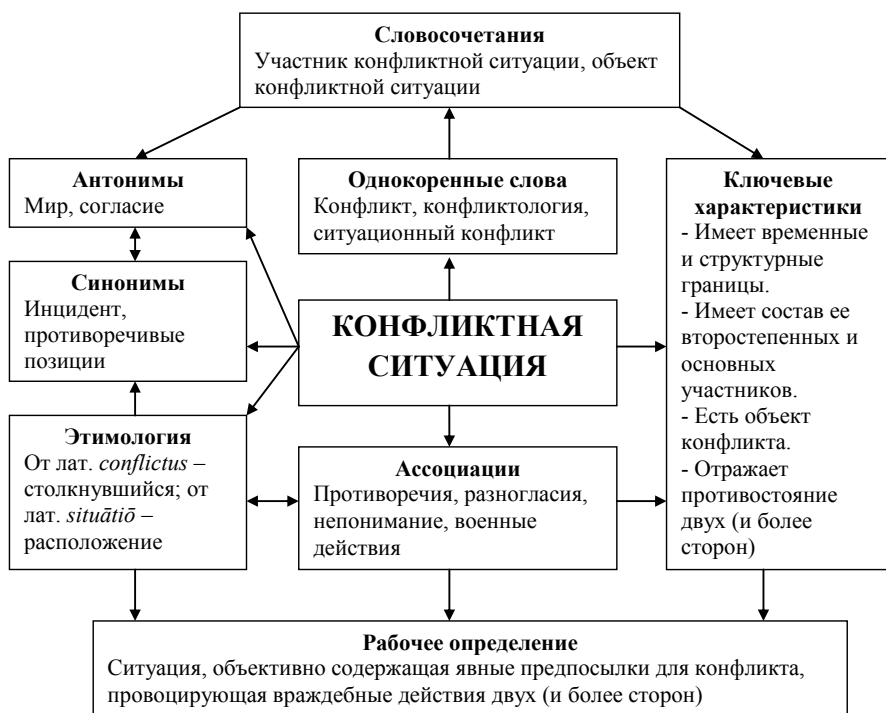 Словосочетания
Участник конфликтной ситуации, объект
конфликтной ситуации
Антонимы
Мир, согласие
Однокоренные слова
Конфликт, конфликтология,
ситуационный конфликт
Ключевые
характеристики
- Имеет временные
и структурные
границы.
- Имеет состав ее
второстепенных и
основных
участников.
- Есть объект
конфликта.
- Отражает
противостояние
двух (и более
сторон)
Синонимы
Инцидент,
противоречивые
позиции
КОНФЛИКТНАЯ
СИТУАЦИЯ
Этимология
От лат. conflictus –
столкнувшийся; от
лат. situātiō –
расположение
Ассоциации
Противоречия, разногласия,
непонимание, военные
действия
Рабочее определение
Ситуация, объективно содержащая явные предпосылки для конфликта,
провоцирующая враждебные действия двух (и более сторон)